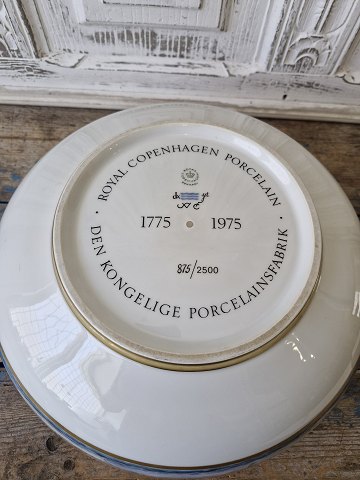 · ROYAL COPENHAGEN PORCELAIN ·
1775 1975
875/2500
DEN KONGELIGE PORCELAINSFABRIK